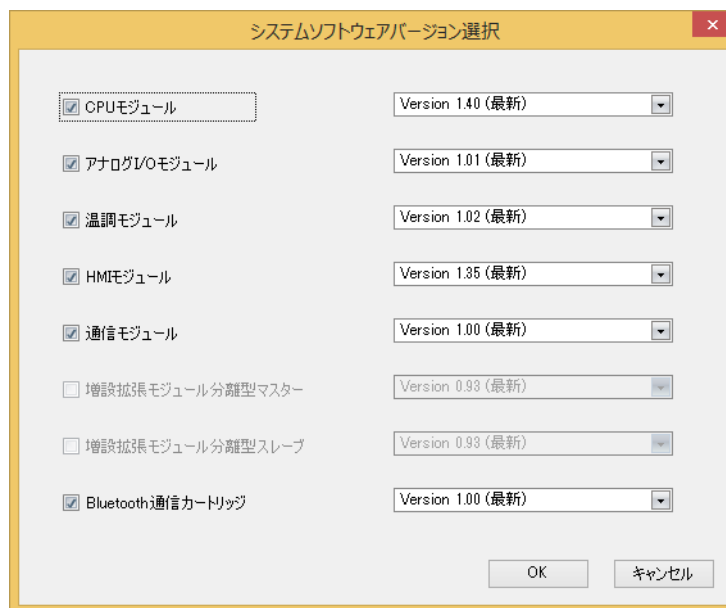 システムソフトウェアバージョン選択
CPUモジュール Version 1.40 (最新)
アナログI/Oモジュール Version 1.01 (最新)
温調モジュール Version 1.02 (最新)
HMIモジュール Version 1.35 (最新)
通信モジュール Version 1.00 (最新)
増設拡張モジュール分離型マスター Version 0.93 (最新)
増設拡張モジュール分離型スレーブ Version 0.93 (最新)
Bluetooth通信カートリッジ Version 1.00 (最新)
OK キャンセル